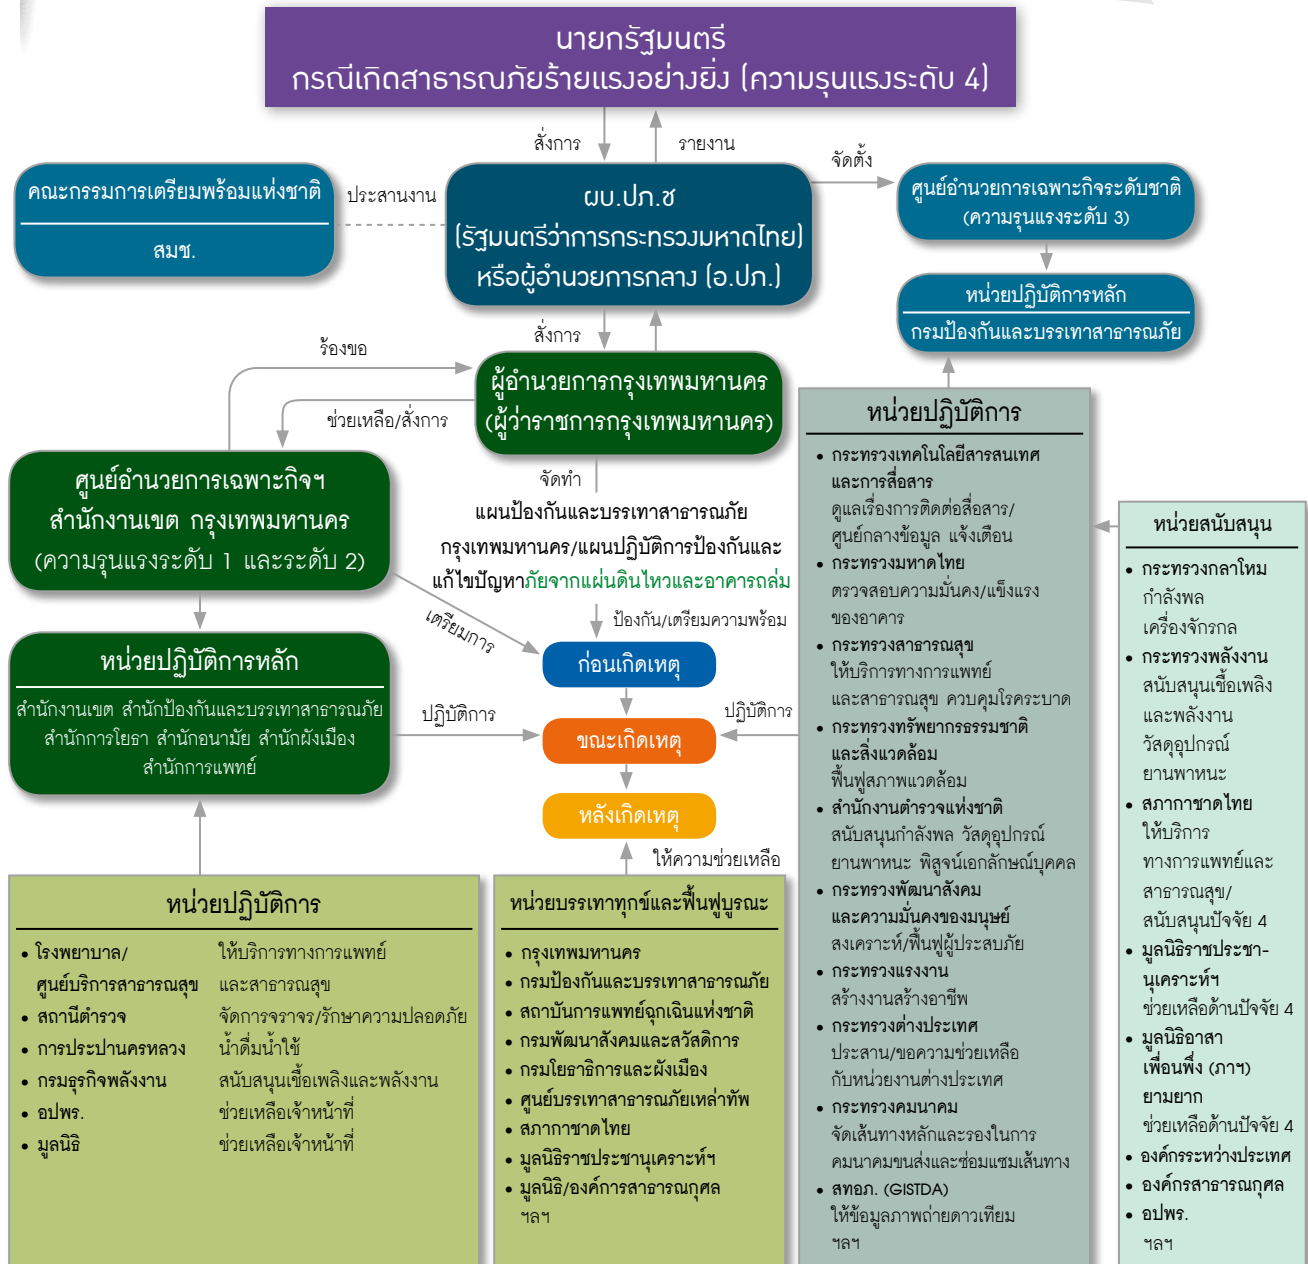 นายกรัฐมนตรี
กรณีเกิดสาธารณภัยร้ายแรงอย่างยิ่ง (ความรุนแรงระดับ 4)
สั่งการ
รายงาน
จัดตั้ง
คณะกรรมการเตรียมพร้อมแห่งชาติ
สมช.
ประสานงาน
ผบ.ปภ.ช
(รัฐมนตรีว่าการกระทรวงมหาดไทย)
หรือผู้อำนวยการกลาง (อ.ปภ.)
ศูนย์อำนวยการเฉพาะกิจระดับชาติ
(ความรุนแรงระดับ 3)
หน่วยปฏิบัติการหลัก
กรมป้องกันและบรรเทาสาธารณภัย
สั่งการ
ร้องขอ
ช่วยเหลือ/สั่งการ
ผู้อำนวยการกรุงเทพมหานคร
(ผู้ว่าราชการกรุงเทพมหานคร)
ศูนย์อำนวยการเฉพาะกิจฯ
สำนักงานเขต กรุงเทพมหานคร
(ความรุนแรงระดับ 1 และระดับ 2)
จัดทำ
แผนป้องกันและบรรเทาสาธารณภัย
กรุงเทพมหานคร/แผนปฏิบัติการป้องกันและ
แก้ไขปัญหาภัยจากแผ่นดินไหวและอาคารถล่ม
เตรียมการ
ป้องกัน/เตรียมความพร้อม
ก่อนเกิดเหตุ
ขณะเกิดเหตุ
หลังเกิดเหตุ
ปฏิบัติการ
ปฏิบัติการ
ให้ความช่วยเหลือ
หน่วยปฏิบัติการหลัก
สำนักงานเขต สำนักป้องกันและบรรเทาสาธารณภัย
สำนักการโยธา สำนักอนามัย สำนักผังเมือง
สำนักการแพทย์
หน่วยปฏิบัติการ
• โรงพยาบาล/ ให้บริการทางการแพทย์
ศูนย์บริการสาธารณสุข และสาธารณสุข
• สถานีตำรวจ จัดการจราจร/รักษาความปลอดภัย
• การประปานครหลวง น้ำดื่มน้ำใช้
• กรมธุรกิจพลังงาน สนับสนุนเชื้อเพลิงและพลังงาน
• อปพร. ช่วยเหลือเจ้าหน้าที่
• มูลนิธิ ช่วยเหลือเจ้าหน้าที่
หน่วยบรรเทาทุกข์และฟื้นฟูบูรณะ
• กรุงเทพมหานคร
• กรมป้องกันและบรรเทาสาธารณภัย
• สถาบันการแพทย์ฉุกเฉินแห่งชาติ
• กรมพัฒนาสังคมและสวัสดิการ
• กรมโยธาธิการและผังเมือง
• ศูนย์บรรเทาสาธารณภัยเหล่าทัพ
• สภากาชาดไทย
• มูลนิธิราชประชานุเคราะห์ฯ
• มูลนิธิ/องค์การสาธารณกุศล
ฯลฯ
หน่วยปฏิบัติการ
• กระทรวงเทคโนโลยีสารสนเทศ
และการสื่อสาร
ดูแลเรื่องการติดต่อสื่อสาร/
ศูนย์กลางข้อมูล แจ้งเตือน
• กระทรวงมหาดไทย
ตรวจสอบความมั่นคง/แข็งแรง
ของอาคาร
• กระทรวงสาธารณสุข
ให้บริการทางการแพทย์
และสาธารณสุข ควบคุมโรคระบาด
• กระทรวงทรัพยากรธรรมชาติ
และสิ่งแวดล้อม
ฟื้นฟูสภาพแวดล้อม
• สำนักงานตำรวจแห่งชาติ
สนับสนุนกำลังพล วัสดุอุปกรณ์
ยานพาหนะ พิสูจน์เอกลักษณ์บุคคล
• กระทรวงพัฒนาสังคม
และความมั่นคงของมนุษย์
สงเคราะห์/ฟื้นฟูผู้ประสบภัย
• กระทรวงแรงงาน
สร้างงานสร้างอาชีพ
• กระทรวงต่างประเทศ
ประสาน/ขอความช่วยเหลือ
กับหน่วยงานต่างประเทศ
• กระทรวงคมนาคม
จัดเส้นทางหลักและรองในการ
คมนาคมขนส่งและซ่อมแซมเส้นทาง
• สทอภ. (GISTDA)
ให้ข้อมูลภาพถ่ายดาวเทียม
ฯลฯ
หน่วยสนับสนุน
• กระทรวงกลาโหม
กำลังพล
เครื่องจักรกล
• กระทรวงพลังงาน
สนับสนุนเชื้อเพลิง
และพลังงาน
วัสดุอุปกรณ์
ยานพาหนะ
• สภากาชาดไทย
ให้บริการ
ทางการแพทย์และ
สาธารณสุข/
สนับสนุนปัจจัย 4
• มูลนิธิราชประชา-
นุเคราะห์ฯ
ช่วยเหลือด้านปัจจัย 4
• มูลนิธิอาสา
เพื่อนพึ่ง (ภาฯ)
ยามยาก
ช่วยเหลือด้านปัจจัย 4
• องค์กรระหว่างประเทศ
• องค์กรสาธารณกุศล
• อปพร.
ฯลฯ